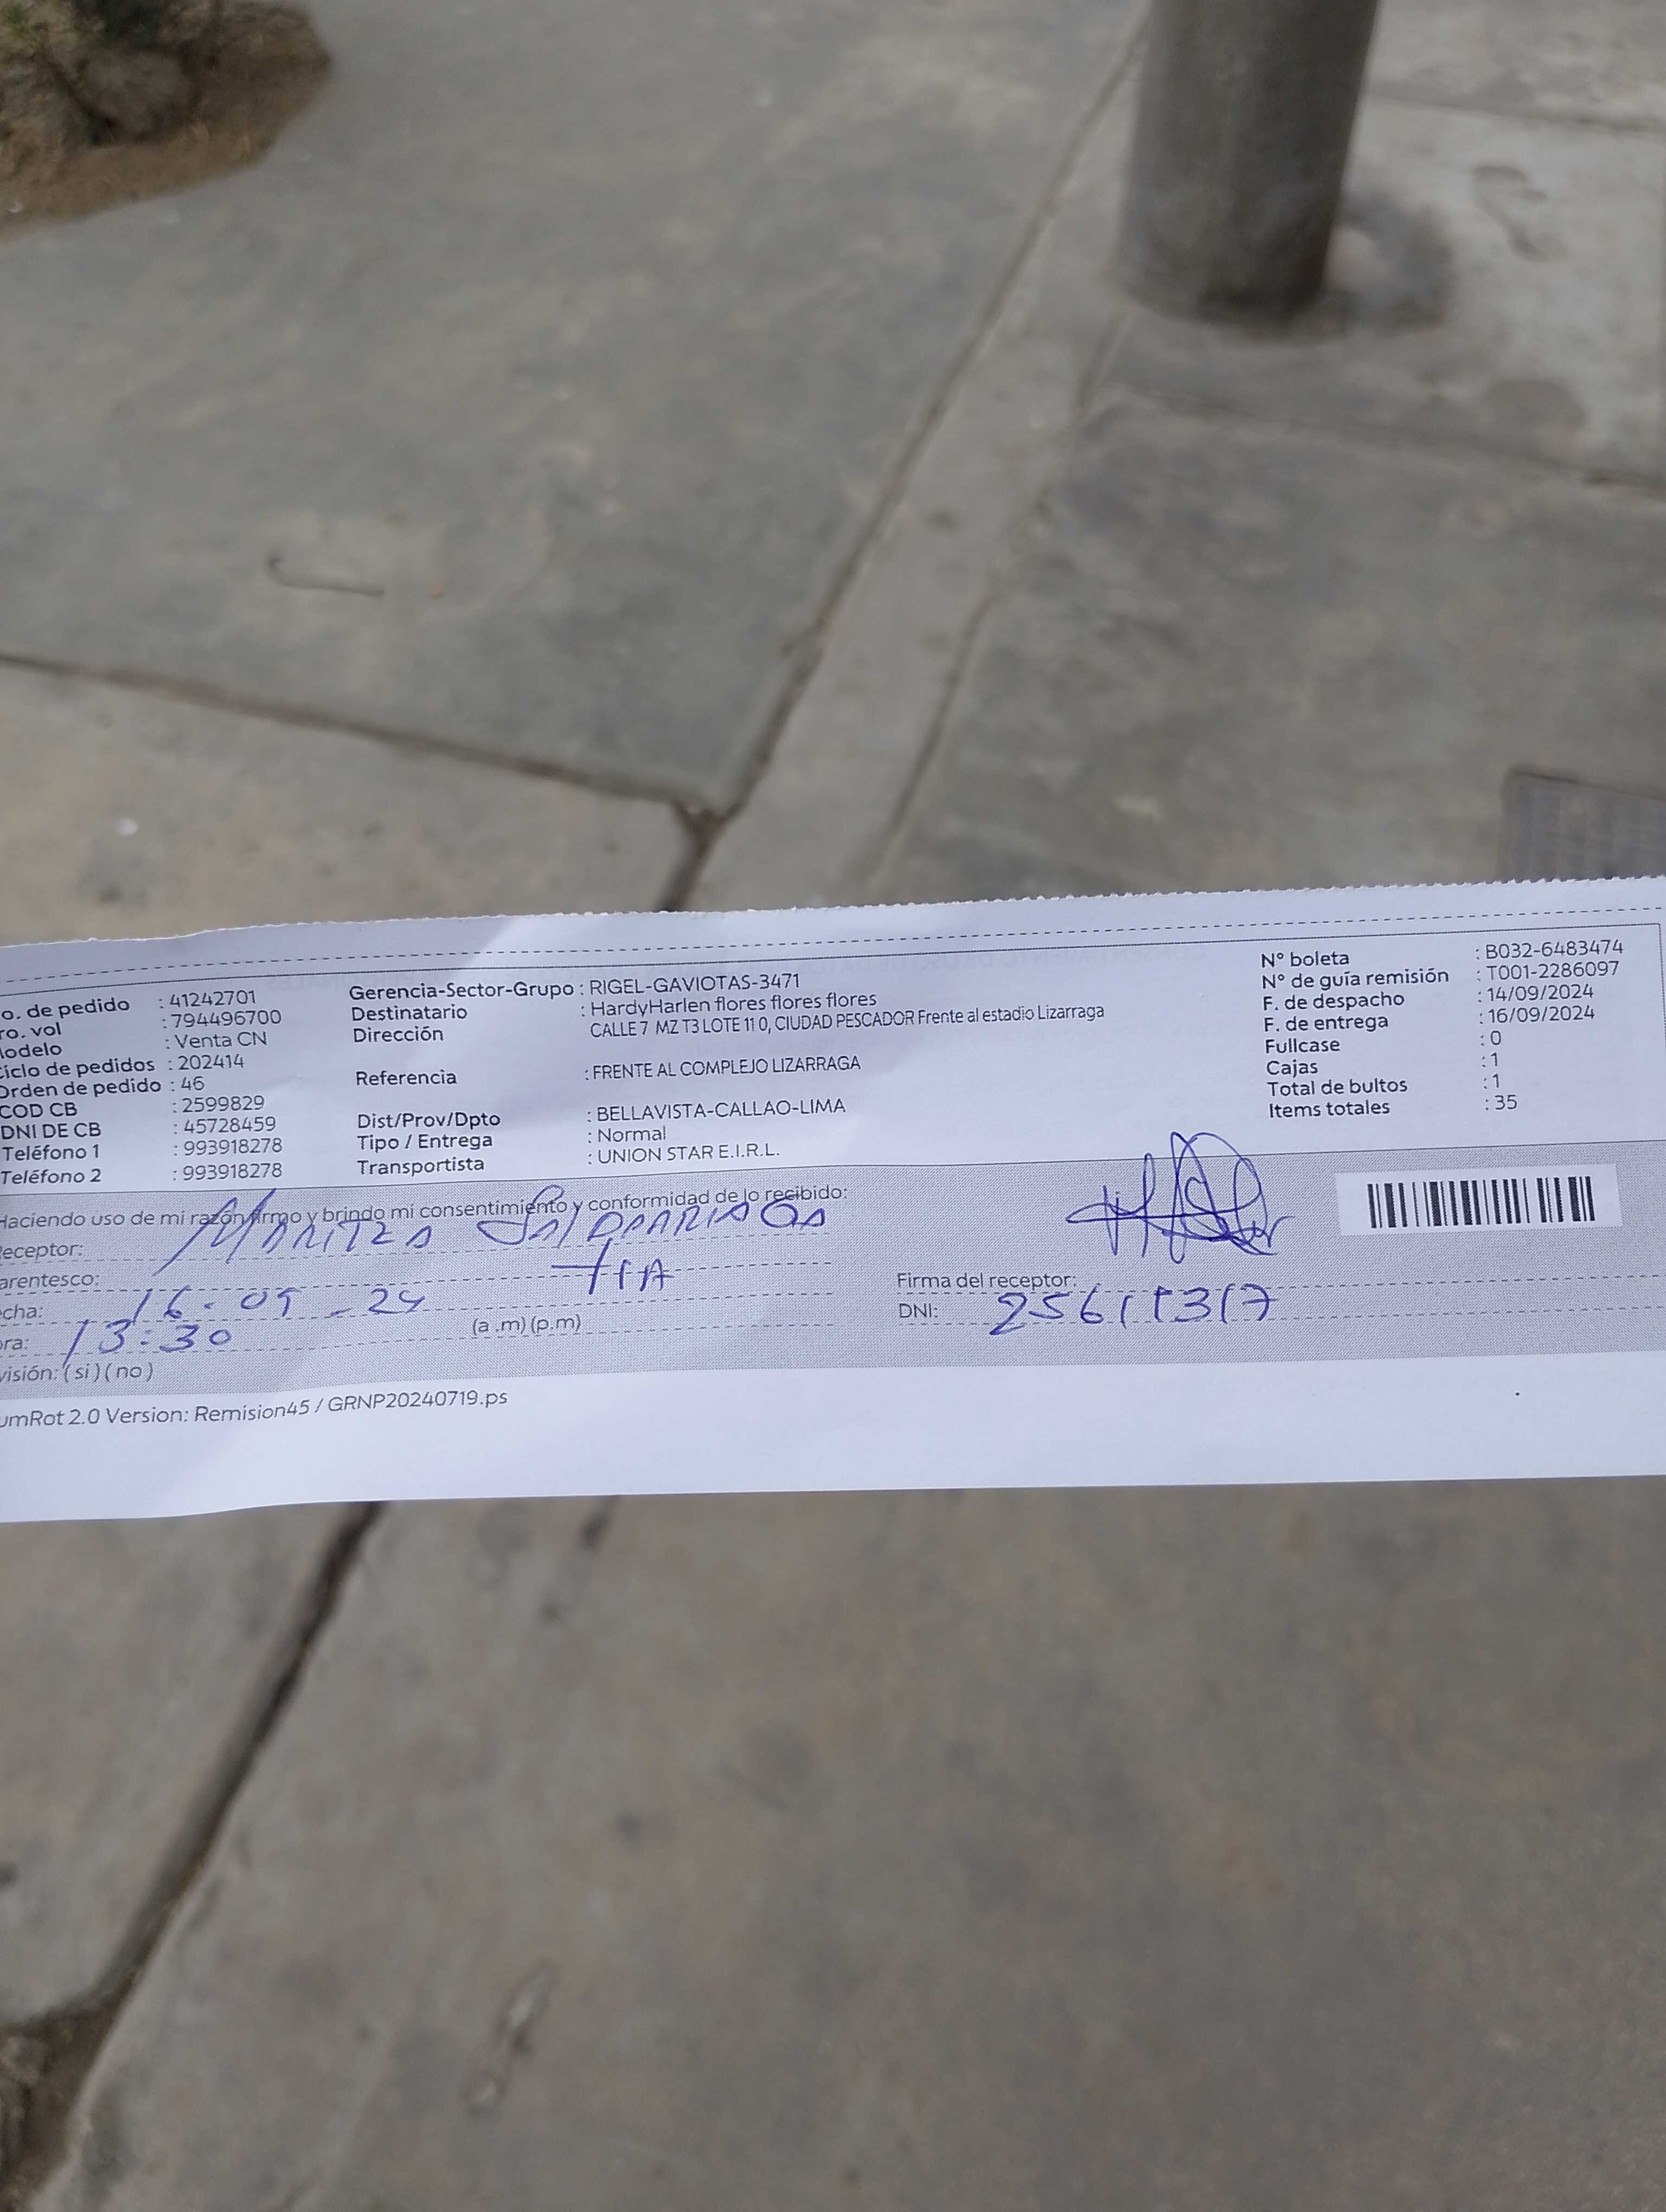 o. de pedido : 41242701
ro. vol : 794496700
odelo : Venta CN
iclo de pedidos : 202414
Orden de pedido : 46
COD CB : 2599829
DNI DE CB : 45728459
Teléfono 1 : 993918278
Teléfono 2 : 993918278
Gerencia-Sector-Grupo : RIGEL-GAVIOTAS-3471
Destinatario : HardyHarlen flores flores flores
Dirección CALLE 7 MZ T3 LOTE 11 0, CIUDAD PESCADOR Frente al estadio Lizarraga
Referencia : FRENTE AL COMPLEJO LIZARRAGA
Dist/Prov/Dpto : BELLAVISTA-CALLAO-LIMA
Tipo / Entrega : Normal
Transportista : UNION STAR E.I.R.L.
N° boleta : B032-6483474
N° de guía remisión : T001-2286097
F. de despacho : 14/09/2024
F. de entrega : 16/09/2024
Fullcase : 0
Cajas : 1
Total de bultos : 1
Items totales : 35
Haciendo uso de mi razón firmo y brindo mi consentimiento y conformidad de lo recibido:
eceptor: MARITZA
arentesco: TIA
cha: 16-09-24
ora: 13:30 (a .m) (p.m)
visión: ( si ) ( no )
Firma del receptor:
DNI: 25611317
umRot 2.0 Version: Remision45 / GRNP20240719.ps